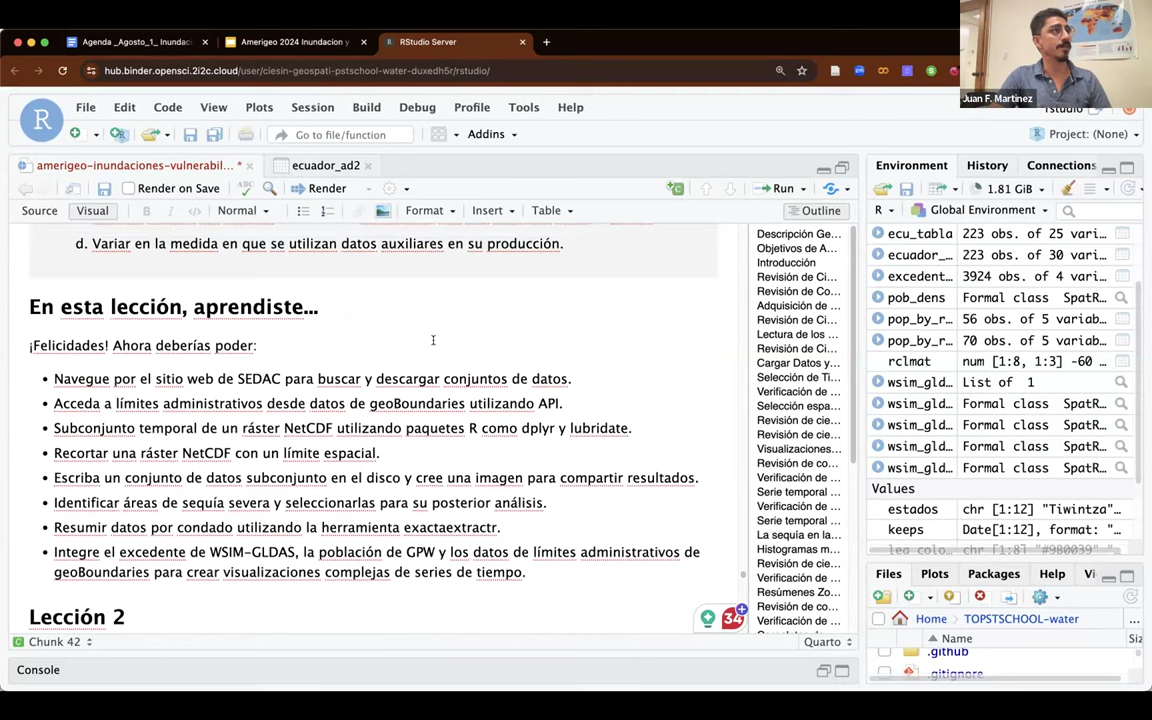 Agenda _Agosto_1_ Inundaci
Amerigeo 2024 Inundacion y
RStudio Server
hub.binder.opensci.2i2c.cloud/user/ciesin-geospati-pstschool-water-duxedh5r/rstudio/
Juan F. Martinez
rstudio
R
File Edit Code View Plots Session Build Debug Profile Tools Help
Go to file/function
Addins
Project: (None)
amerigeo-inundaciones-vulnerabil... *
ecuador_ad2
Render on Save
ABC
Render
Run
Source Visual
B I
Normal
Format
Insert
Table
Outline
d. Variar en la medida en que se utilizan datos auxiliares en su producción.
En esta lección, aprendiste...
¡Felicidades! Ahora deberías poder:
• Navegue por el sitio web de SEDAC para buscar y descargar conjuntos de datos.
• Acceda a límites administrativos desde datos de geoBoundaries utilizando API.
• Subconjunto temporal de un ráster NetCDF utilizando paquetes R como dplyr y lubridate.
• Recortar una ráster NetCDF con un límite espacial.
• Escriba un conjunto de datos subconjunto en el disco y cree una imagen para compartir resultados.
• Identificar áreas de sequía severa y seleccionarlas para su posterior análisis.
• Resumir datos por condado utilizando la herramienta exactaextractr.
• Integre el excedente de WSIM-GLDAS, la población de GPW y los datos de límites administrativos de
geoBoundaries para crear visualizaciones complejas de series de tiempo.
Lección 2
34
Chunk 42
Quarto
Console
Descripción Ge...
Objetivos de A...
Introducción
Revisión de Ci...
Revisión de Co...
Adquisición de ...
Revisión de Ci...
Lectura de los ...
Revisión de Ci...
Cargar Datos y...
Selección de Ti...
Verificación de ...
Selección espa...
Revisión de cie...
Verificación de ...
Visualizaciones...
Revisión de co...
Verificación de ...
Serie temporal ...
Verificación de ...
Serie temporal ...
La sequía en la...
Histogramas m...
Revisión de cie...
Verificación de ...
Resúmenes Zo...
Verificación de ...
Revisión de co...
Verificación de ...
Environment History Connections
1.81 GiB
R
Global Environment
ecu_tabla 223 obs. of 25 vari...
ecuador_... 223 obs. of 30 vari...
excedent... 3924 obs. of 4 vari...
pob_dens Formal class SpatR...
pop_by_r... 56 obs. of 5 variab...
pop_by_r... 70 obs. of 5 variab...
rclmat num [1:8, 1:3] -60 ...
wsim_gld... List of 1
wsim_gld... Formal class SpatR...
wsim_gld... Formal class SpatR...
wsim_gld... Formal class SpatR...
wsim_gld... Formal class SpatR...
Values
estados chr [1:12] "Tiwintza"...
keeps Date[1:12], format: "...
chr [1:8] "#9B0039" "...
Files Plots Packages Help Vi
Home
TOPSTSCHOOL-water
...
Name
Siz
.github
.gitignore